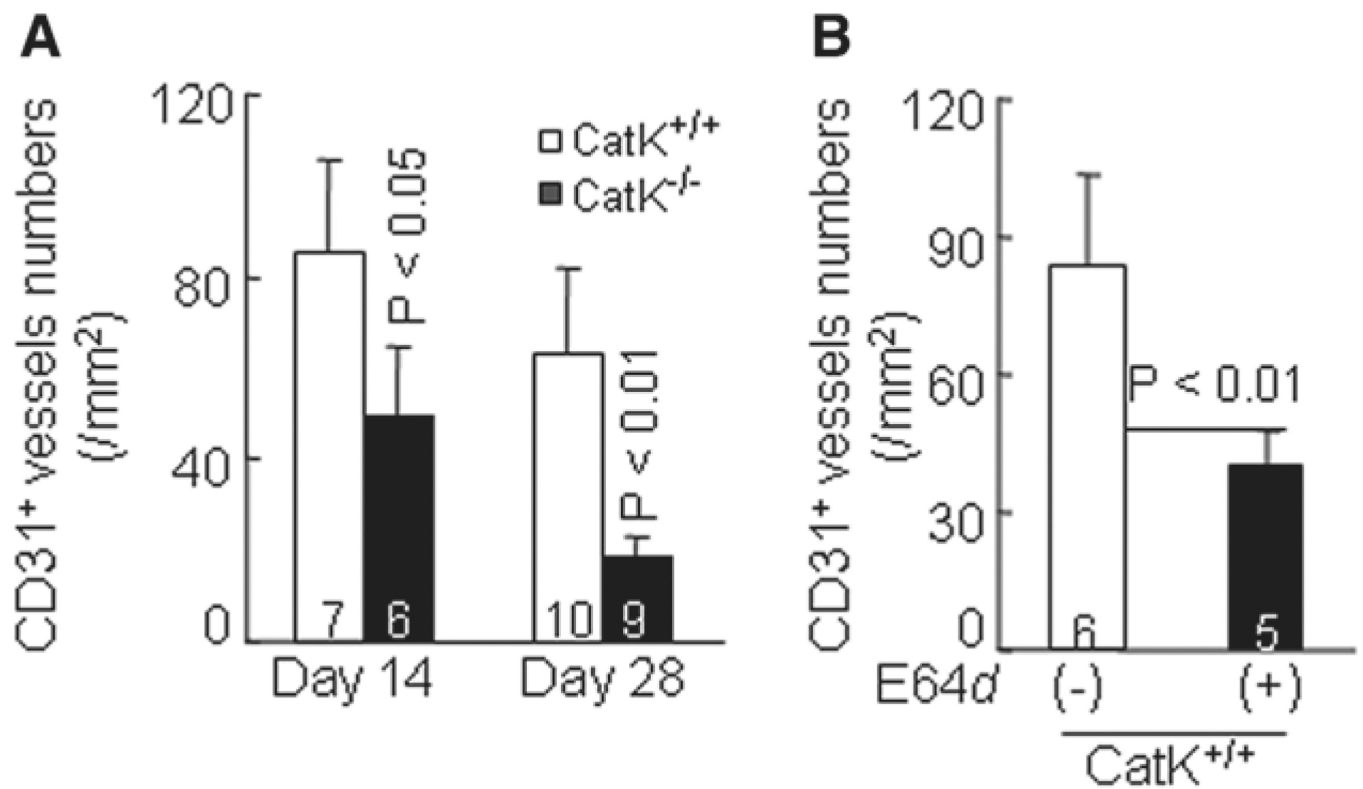 A
CD31⁺ vessels numbers
(/mm²)
120
80
40
0
CatK⁺/⁺
CatK⁻/⁻
P < 0.05
P < 0.01
7
6
10
9
Day 14
Day 28
B
CD31⁺ vessels numbers
(/mm²)
120
90
60
30
0
P < 0.01
6
5
E64d (-) (+)
CatK⁺/⁺